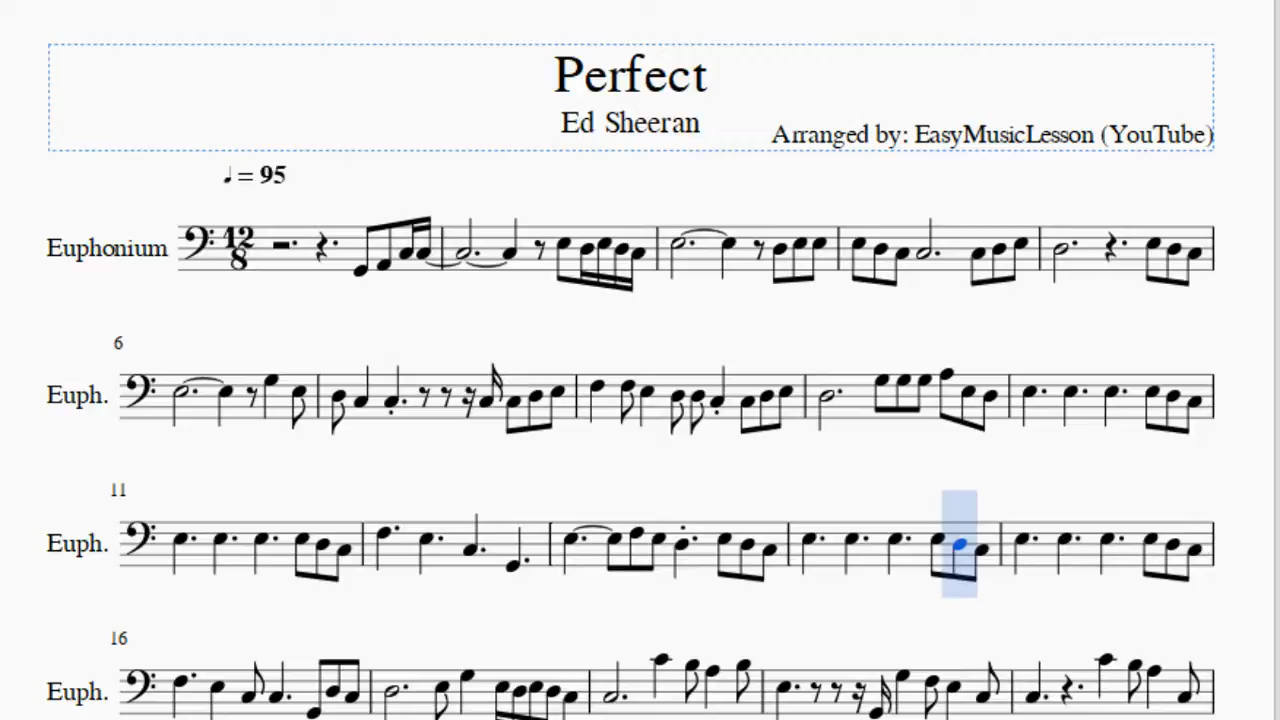 Perfect
Ed Sheeran
Arranged by: EasyMusicLesson (YouTube)
♩ = 95
Euphonium
12
8
6
Euph.
11
Euph.
16
Euph.